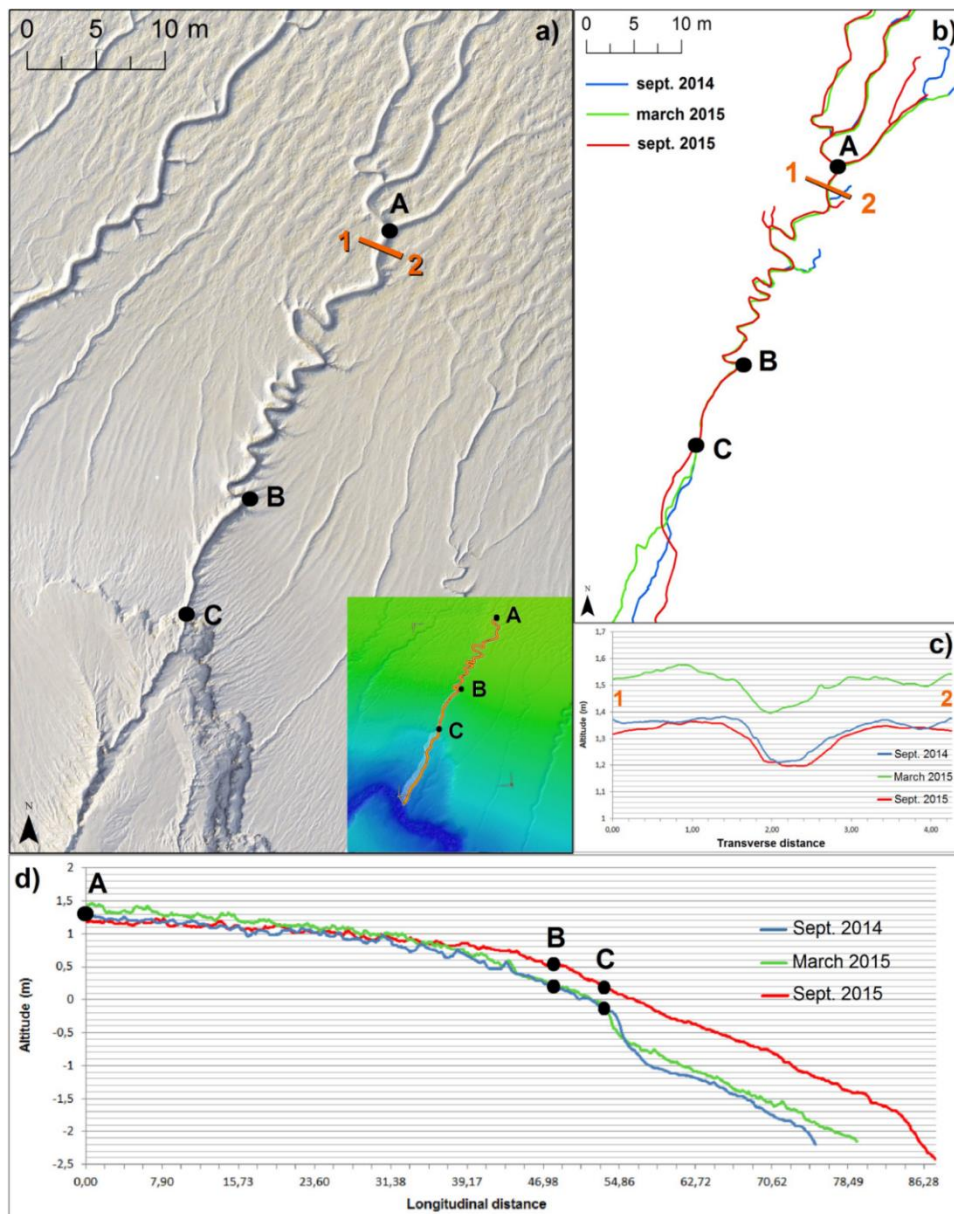 0 5 10 m
a)
A
1
2
B
C
N
A
B
C
0 5 10 m
b)
sept. 2014
march 2015
sept. 2015
A
1
2
B
C
N
c)
1,7
1,6
1,5
1,4
1,3
1,2
1,1
1
Altitude (m)
1
2
Sept. 2014
March 2015
Sept. 2015
0,00 1,00 2,00 3,00 4,00
Transverse distance
d)
2
1,5
1
0,5
0
-0,5
-1
-1,5
-2
-2,5
Altitude (m)
A
B
C
Sept. 2014
March 2015
Sept. 2015
0,00 7,90 15,73 23,60 31,38 39,17 46,98 54,86 62,72 70,62 78,49 86,28
Longitudinal distance